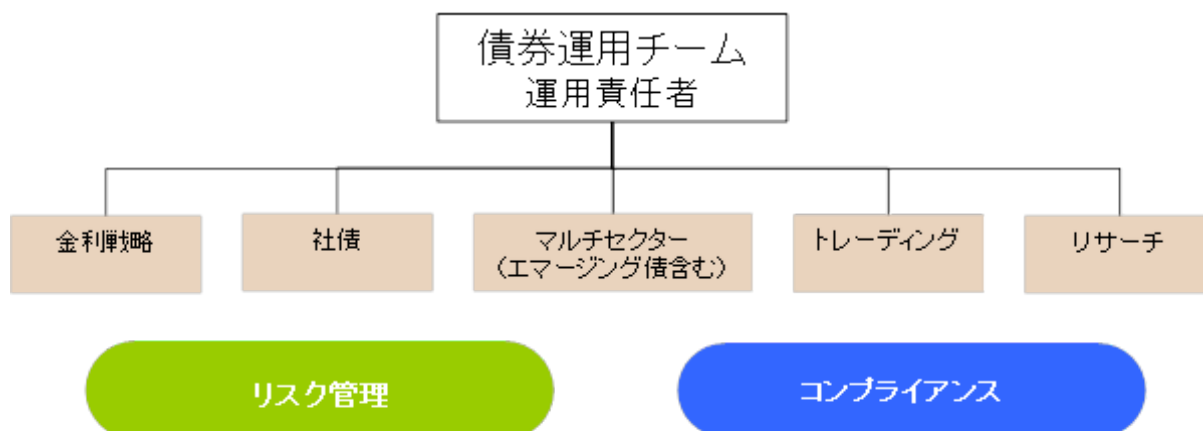 債券運用チーム
運用責任者
金利戦略
社債
マルチセクター
（エマージング債含む）
トレーディング
リサーチ
リスク管理
コンプライアンス